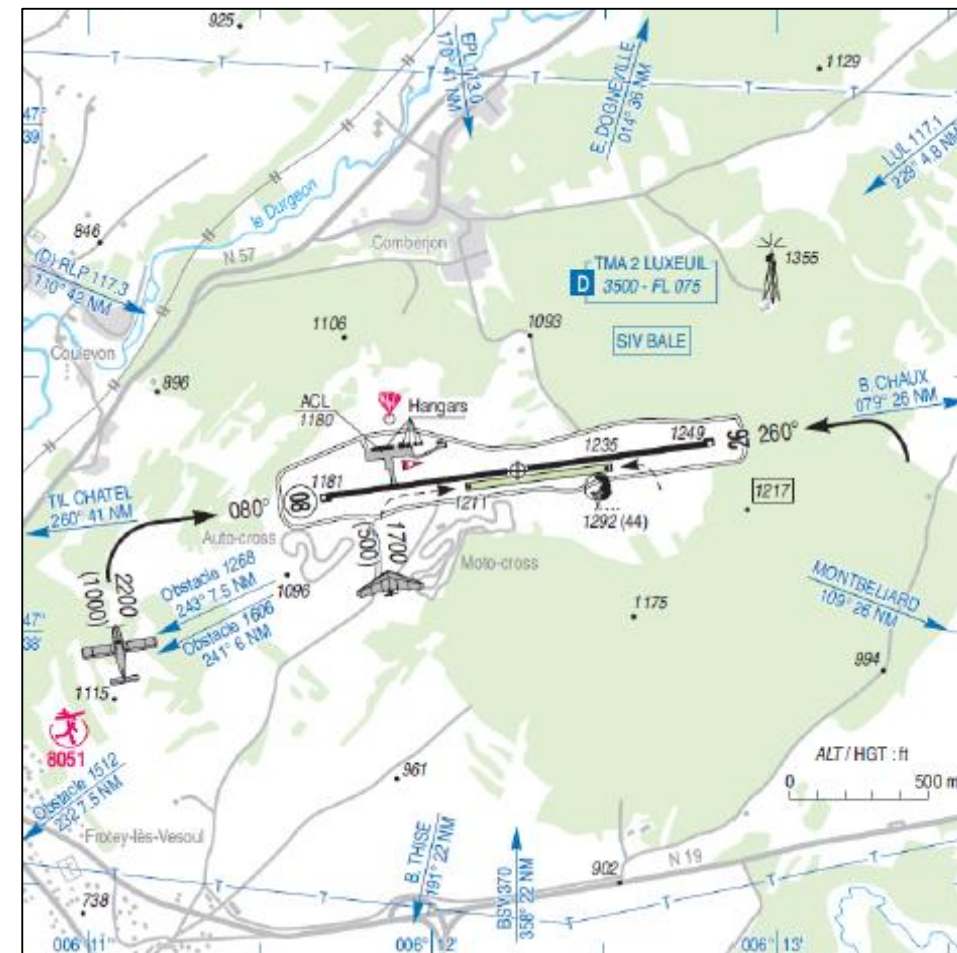 925
EPL 113.0
176° 41 NM
E. DOGNEVILLE
014° 36 NM
1129
47°
39'
LUL 117.1
229° 4.8 NM
le Durgeon
846
N 57
Comberjon
(D) RLP 117.3
110° 42 NM
1355
D
TMA 2 LUXEUIL
3500 - FL 075
1106
1093
SIV BALE
Coulevon
896
ACL
1180
Hangars
B. CHAUX
079° 26 NM
1235
1249
26
260°
1181
08
080°
1211
1217
TIL CHATEL
260° 41 NM
Auto-cross
1292 (44)
1700
(500)
Moto-cross
Obstacle 1268
243° 7.5 NM
1096
2200
(1000)
MONTBELIARD
109° 26 NM
Obstacle 1606
241° 6 NM
1175
47°
38'
994
1115
8051
ALT / HGT : ft
961
0
500 m
Obstacle 1512
232 7.5 NM
Frotey-lès-Vesoul
B. THISE
191° 22 NM
BSV 370
358° 22 NM
N 19
902
738
006° 11'
006° 12'
006° 13'
T
T
T
T
T
T
T
T